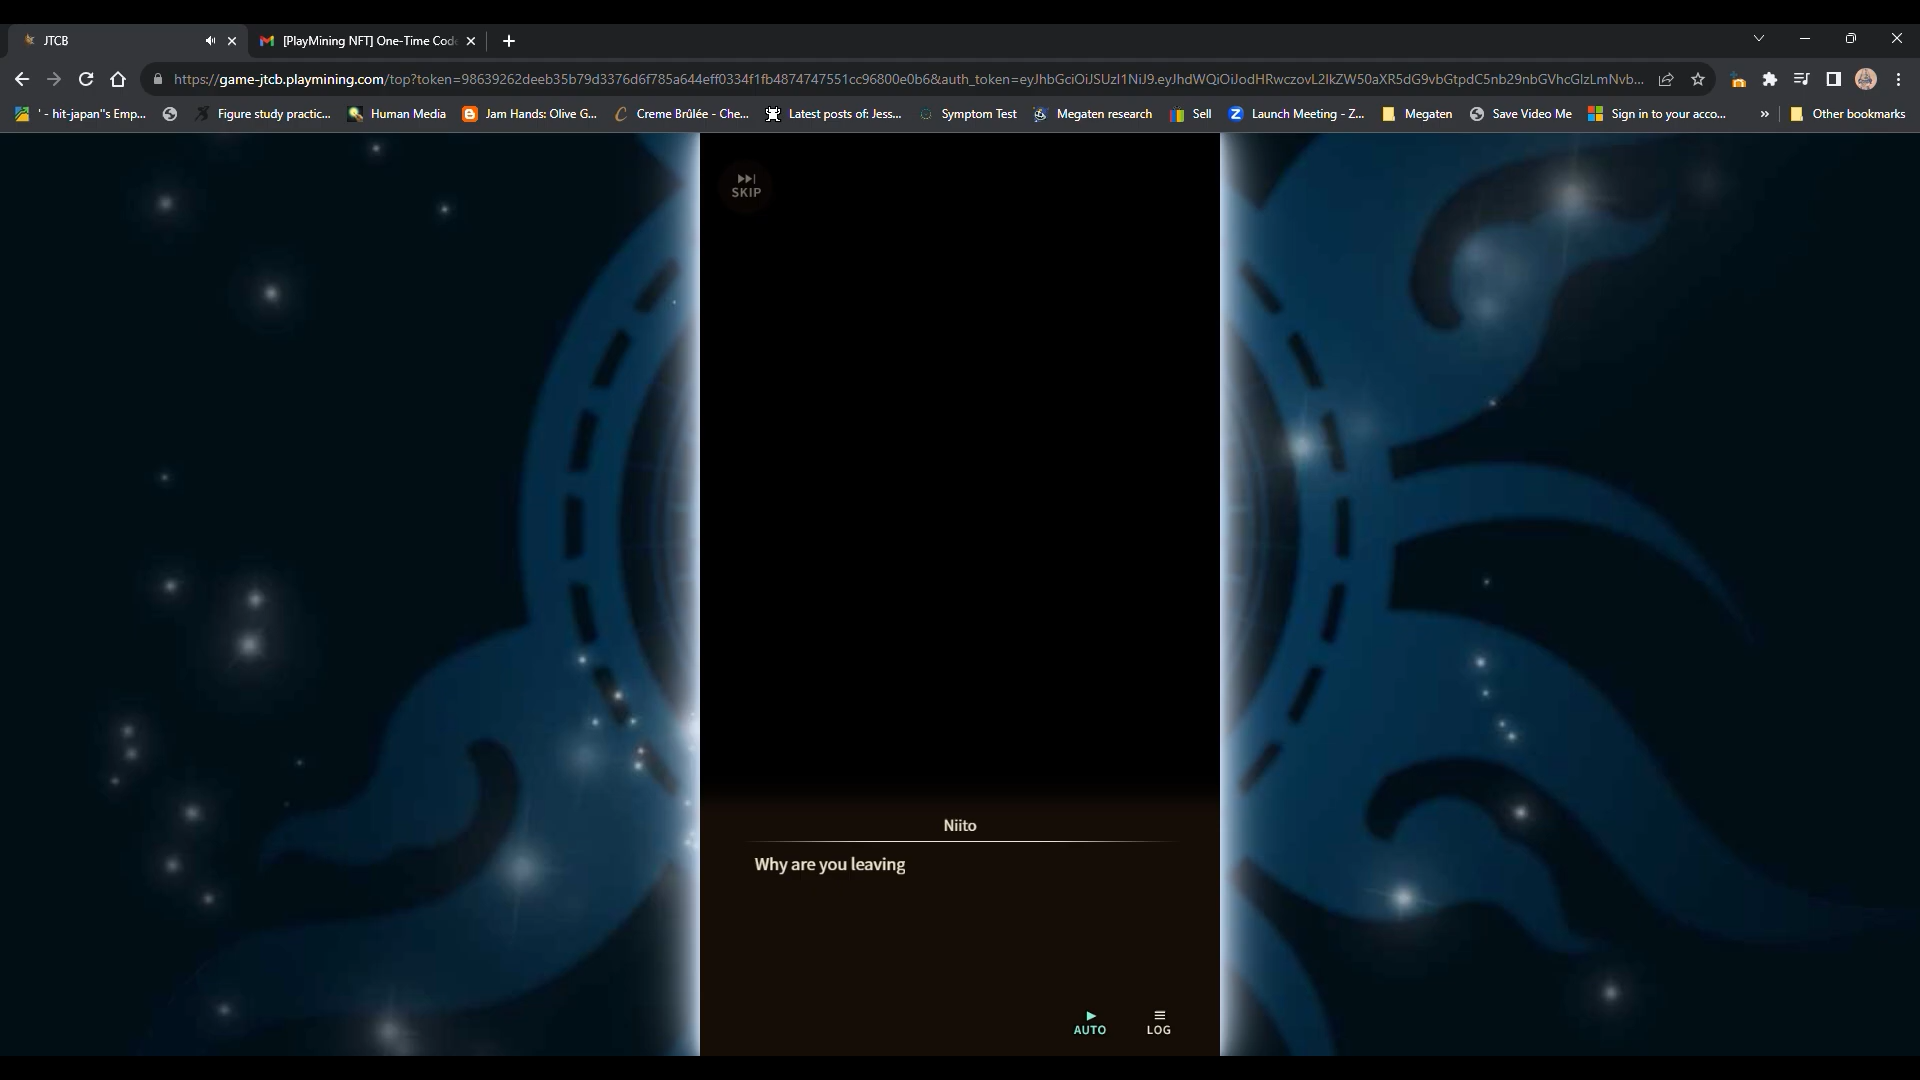 JTCB
[PlayMining NFT] One-Time Cod
https://game-jtcb.playmining.com/top?token=98639262deeb35b79d3376d6f785a644eff0334f1fb4874747551cc96800e0b6&auth_token=eyJhbGciOiJSUzI1NiJ9.eyJhdWQiOiJodHRwczovL2lkZW50aXR5dG9vbGtpdC5nb29nbGVhcGlzLmNvb...
' - hit-japan''s Emp...
Figure study practic...
Human Media
Jam Hands: Olive G...
Creme Brûlée - Che...
Latest posts of: Jess...
Symptom Test
Megaten research
Sell
Launch Meeting - Z...
Megaten
Save Video Me
Sign in to your acco...
»
Other bookmarks
SKIP
Niito
Why are you leaving
AUTO
LOG